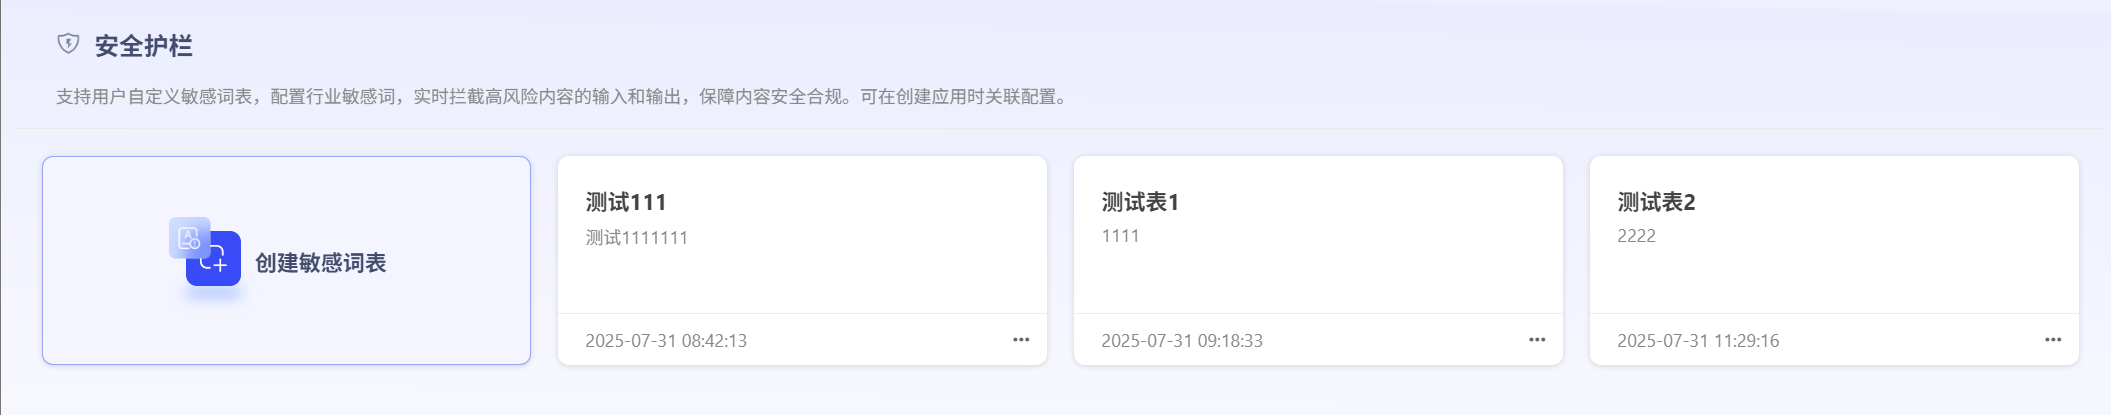 安全护栏
支持用户自定义敏感词表，配置行业敏感词，实时拦截高风险内容的输入和输出，保障内容安全合规。可在创建应用时关联配置。
创建敏感词表
测试111
测试1111111
2025-07-31 08:42:13
测试表1
1111
2025-07-31 09:18:33
测试表2
2222
2025-07-31 11:29:16